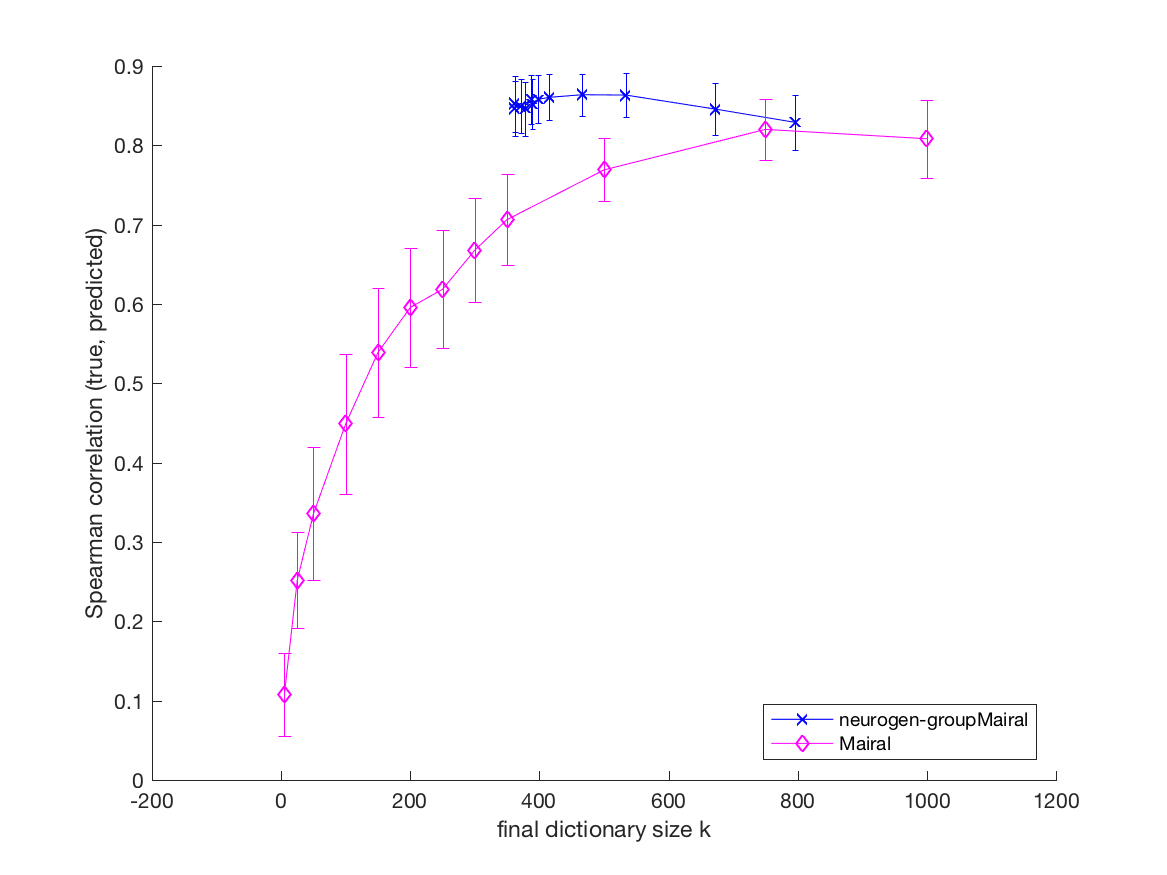 0.9
0.8
0.7
0.6
0.5
0.4
0.3
0.2
0.1
0
Spearman correlation (true, predicted)
-200 0 200 400 600 800 1000 1200
final dictionary size k
neurogen-groupMairal
Mairal